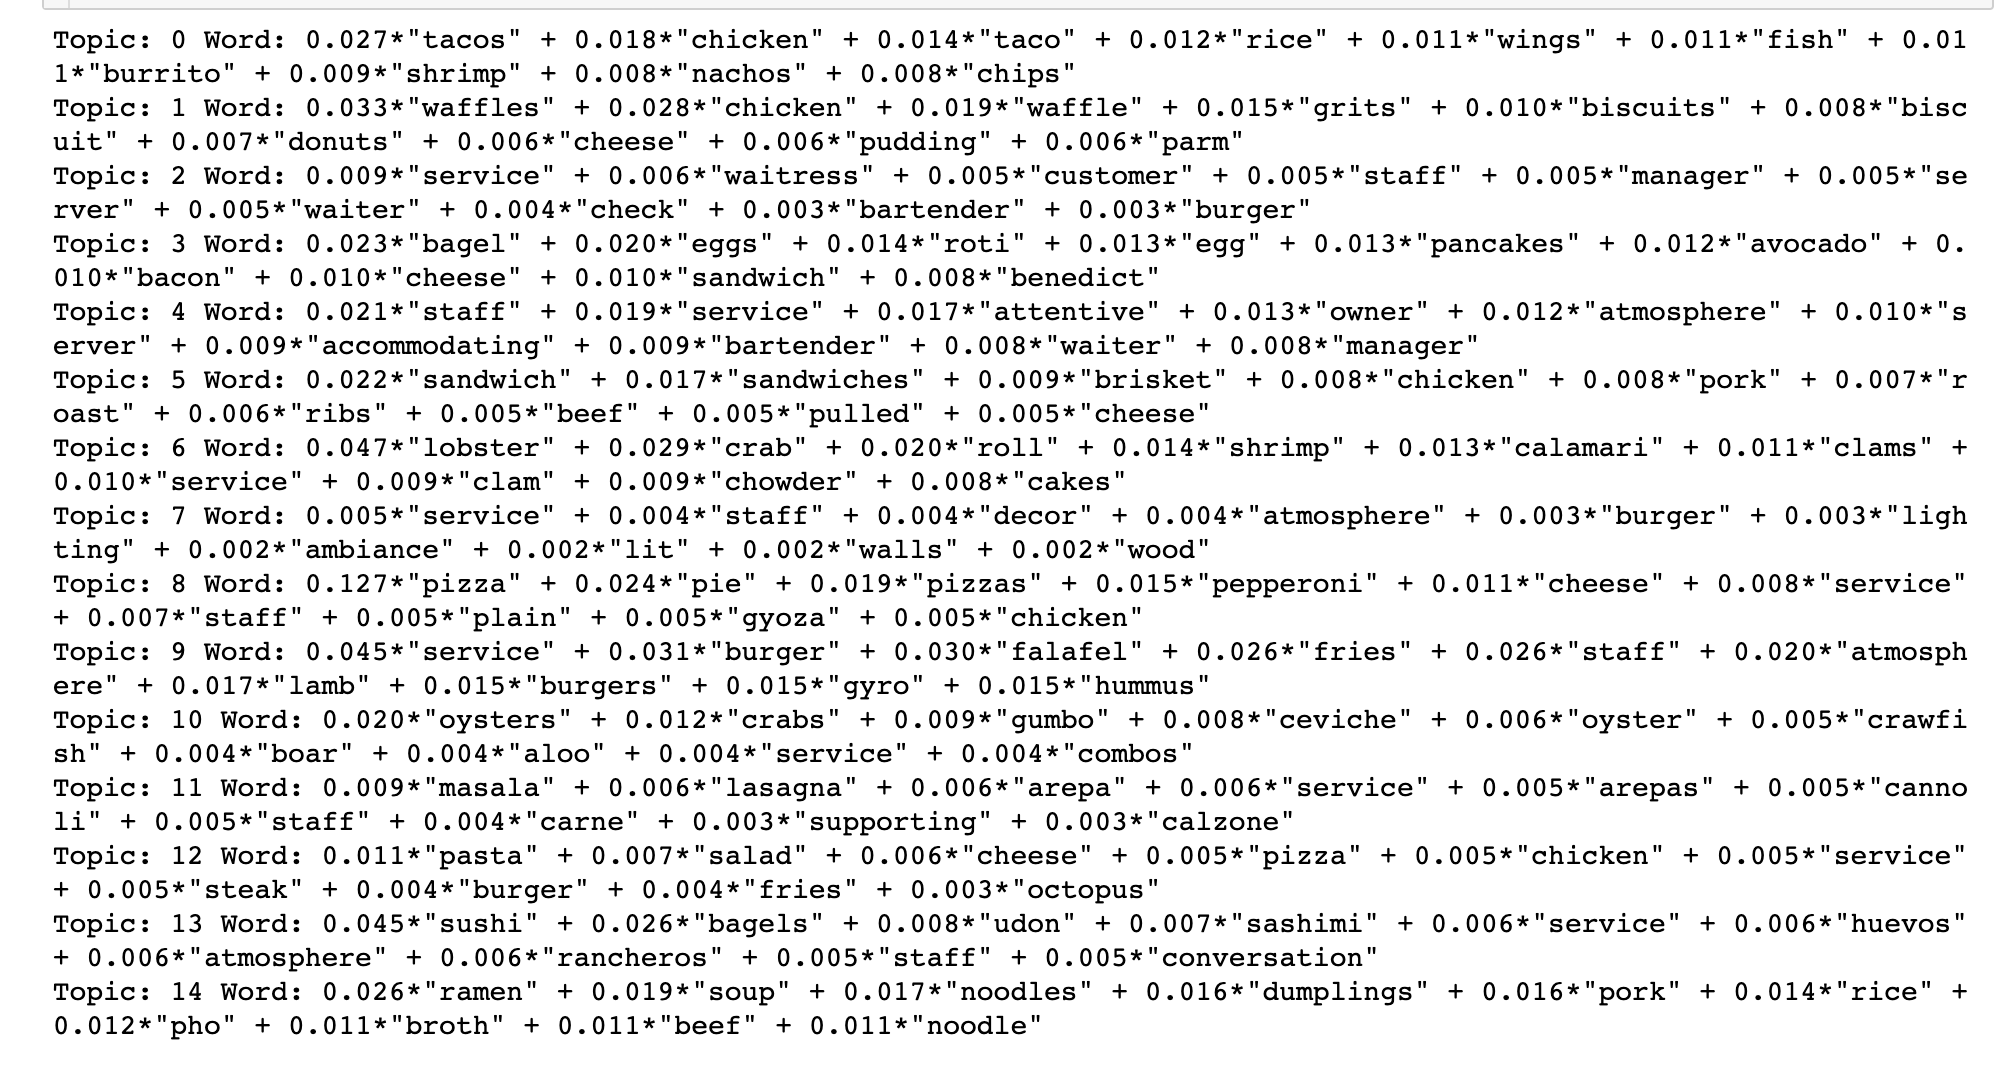 Topic: 0 Word: 0.027*"tacos" + 0.018*"chicken" + 0.014*"taco" + 0.012*"rice" + 0.011*"wings" + 0.011*"fish" + 0.01
1*"burrito" + 0.009*"shrimp" + 0.008*"nachos" + 0.008*"chips"
Topic: 1 Word: 0.033*"waffles" + 0.028*"chicken" + 0.019*"waffle" + 0.015*"grits" + 0.010*"biscuits" + 0.008*"bisc
uit" + 0.007*"donuts" + 0.006*"cheese" + 0.006*"pudding" + 0.006*"parm"
Topic: 2 Word: 0.009*"service" + 0.006*"waitress" + 0.005*"customer" + 0.005*"staff" + 0.005*"manager" + 0.005*"se
rver" + 0.005*"waiter" + 0.004*"check" + 0.003*"bartender" + 0.003*"burger"
Topic: 3 Word: 0.023*"bagel" + 0.020*"eggs" + 0.014*"roti" + 0.013*"egg" + 0.013*"pancakes" + 0.012*"avocado" + 0.
010*"bacon" + 0.010*"cheese" + 0.010*"sandwich" + 0.008*"benedict"
Topic: 4 Word: 0.021*"staff" + 0.019*"service" + 0.017*"attentive" + 0.013*"owner" + 0.012*"atmosphere" + 0.010*"s
erver" + 0.009*"accommodating" + 0.009*"bartender" + 0.008*"waiter" + 0.008*"manager"
Topic: 5 Word: 0.022*"sandwich" + 0.017*"sandwiches" + 0.009*"brisket" + 0.008*"chicken" + 0.008*"pork" + 0.007*"r
oast" + 0.006*"ribs" + 0.005*"beef" + 0.005*"pulled" + 0.005*"cheese"
Topic: 6 Word: 0.047*"lobster" + 0.029*"crab" + 0.020*"roll" + 0.014*"shrimp" + 0.013*"calamari" + 0.011*"clams" +
0.010*"service" + 0.009*"clam" + 0.009*"chowder" + 0.008*"cakes"
Topic: 7 Word: 0.005*"service" + 0.004*"staff" + 0.004*"decor" + 0.004*"atmosphere" + 0.003*"burger" + 0.003*"ligh
ting" + 0.002*"ambiance" + 0.002*"lit" + 0.002*"walls" + 0.002*"wood"
Topic: 8 Word: 0.127*"pizza" + 0.024*"pie" + 0.019*"pizzas" + 0.015*"pepperoni" + 0.011*"cheese" + 0.008*"service"
+ 0.007*"staff" + 0.005*"plain" + 0.005*"gyoza" + 0.005*"chicken"
Topic: 9 Word: 0.045*"service" + 0.031*"burger" + 0.030*"falafel" + 0.026*"fries" + 0.026*"staff" + 0.020*"atmosph
ere" + 0.017*"lamb" + 0.015*"burgers" + 0.015*"gyro" + 0.015*"hummus"
Topic: 10 Word: 0.020*"oysters" + 0.012*"crabs" + 0.009*"gumbo" + 0.008*"ceviche" + 0.006*"oyster" + 0.005*"crawfi
sh" + 0.004*"boar" + 0.004*"aloo" + 0.004*"service" + 0.004*"combos"
Topic: 11 Word: 0.009*"masala" + 0.006*"lasagna" + 0.006*"arepa" + 0.006*"service" + 0.005*"arepas" + 0.005*"canno
li" + 0.005*"staff" + 0.004*"carne" + 0.003*"supporting" + 0.003*"calzone"
Topic: 12 Word: 0.011*"pasta" + 0.007*"salad" + 0.006*"cheese" + 0.005*"pizza" + 0.005*"chicken" + 0.005*"service"
+ 0.005*"steak" + 0.004*"burger" + 0.004*"fries" + 0.003*"octopus"
Topic: 13 Word: 0.045*"sushi" + 0.026*"bagels" + 0.008*"udon" + 0.007*"sashimi" + 0.006*"service" + 0.006*"huevos"
+ 0.006*"atmosphere" + 0.006*"rancheros" + 0.005*"staff" + 0.005*"conversation"
Topic: 14 Word: 0.026*"ramen" + 0.019*"soup" + 0.017*"noodles" + 0.016*"dumplings" + 0.016*"pork" + 0.014*"rice" +
0.012*"pho" + 0.011*"broth" + 0.011*"beef" + 0.011*"noodle"